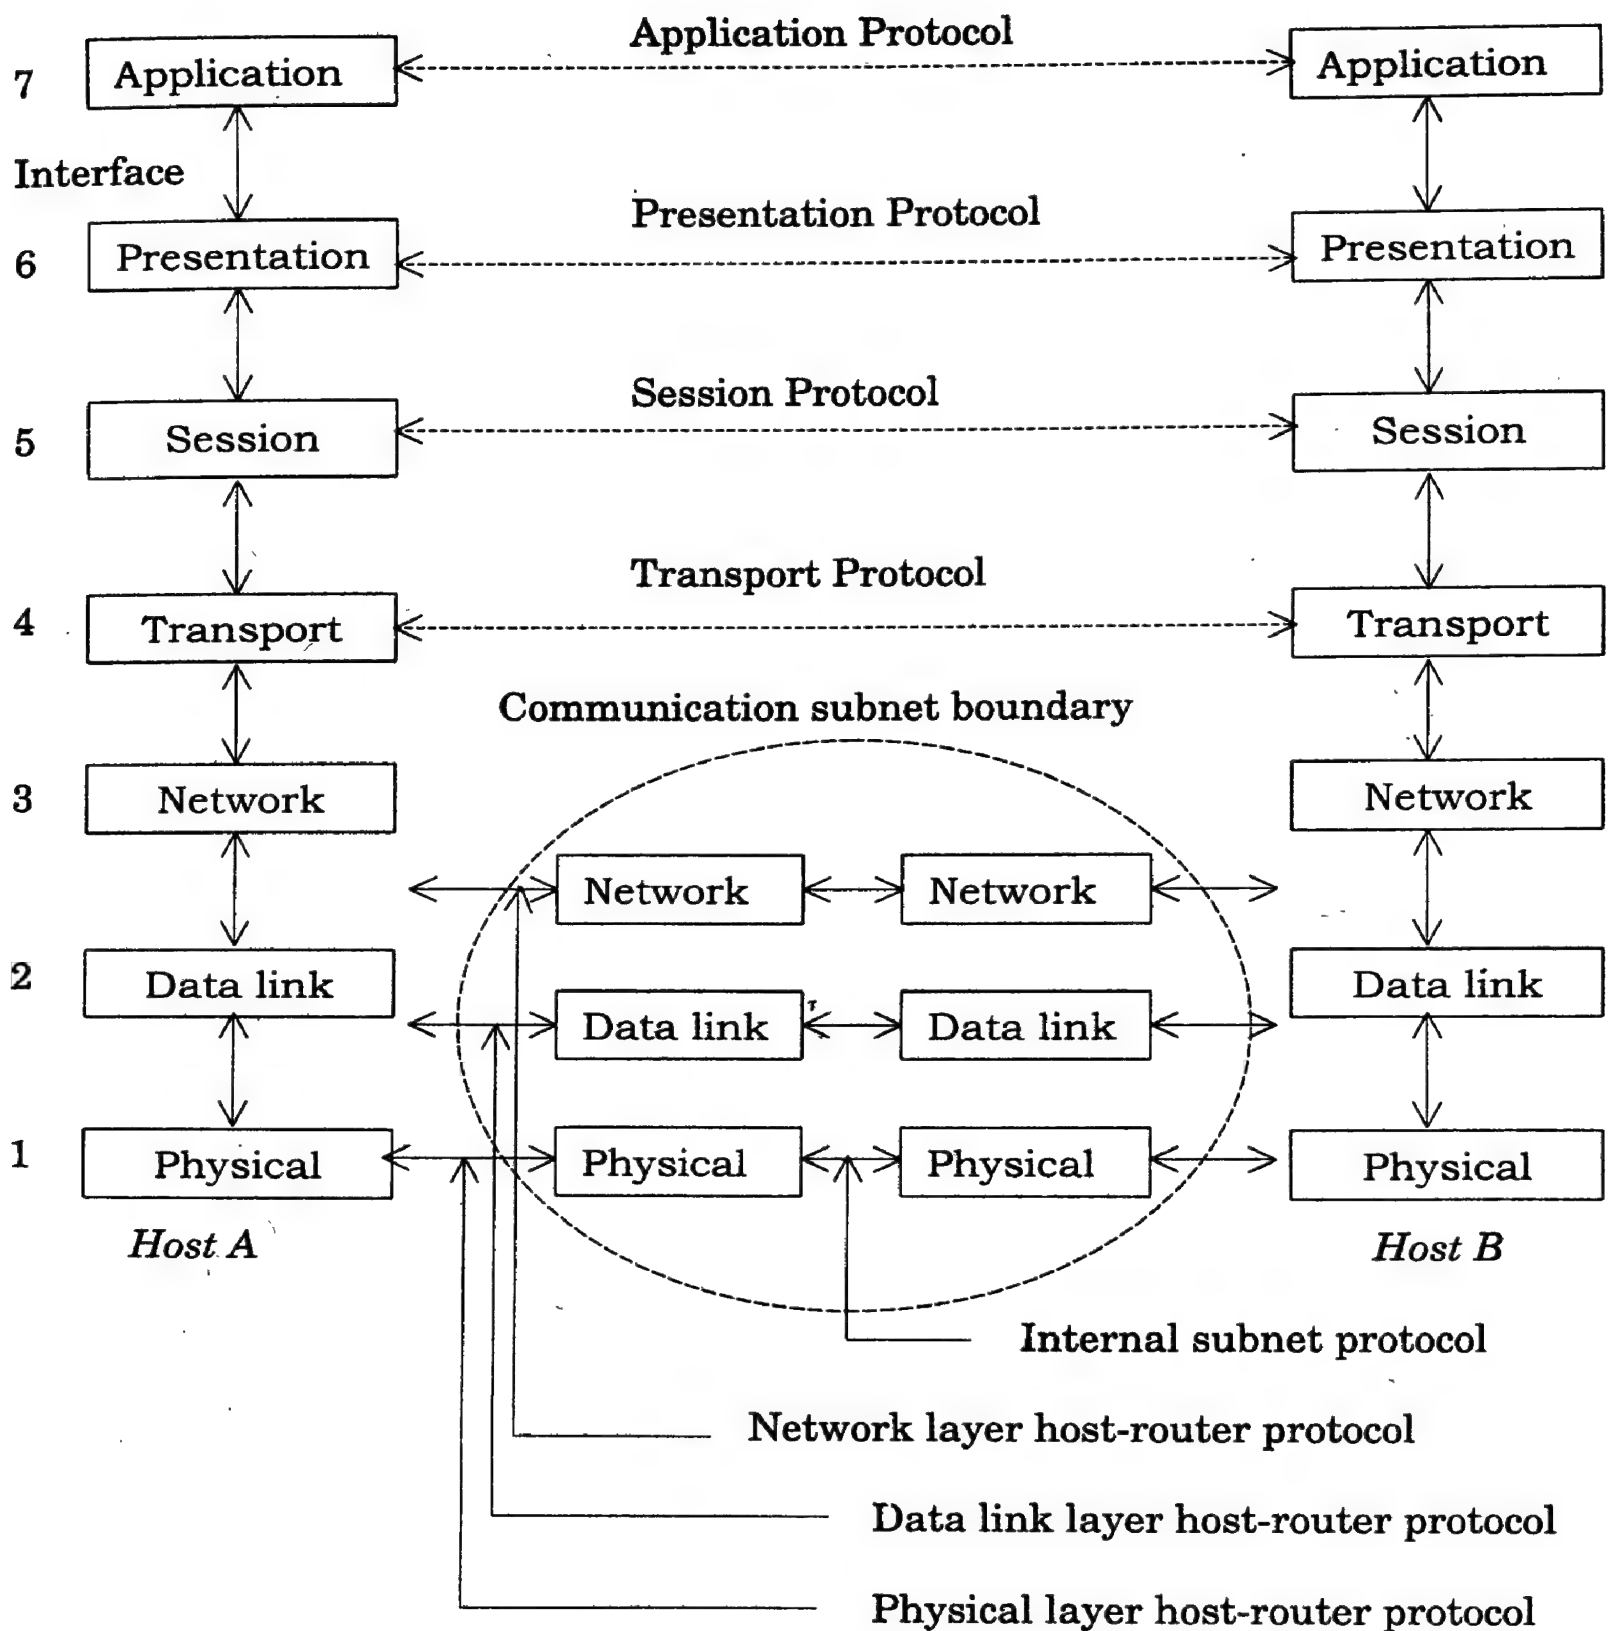 Application Protocol
7
Application
Application
Interface
Presentation Protocol
6
Presentation
Presentation
Session Protocol
5
Session
Session
Transport Protocol
4
Transport
Transport
Communication subnet boundary
3
Network
Network
Network
Network
2
Data link
Data link
Data link
Data link
1
Physical
Physical
Physical
Physical
Host A
Host B
Internal subnet protocol
Network layer host-router protocol
Data link layer host-router protocol
Physical layer host-router protocol